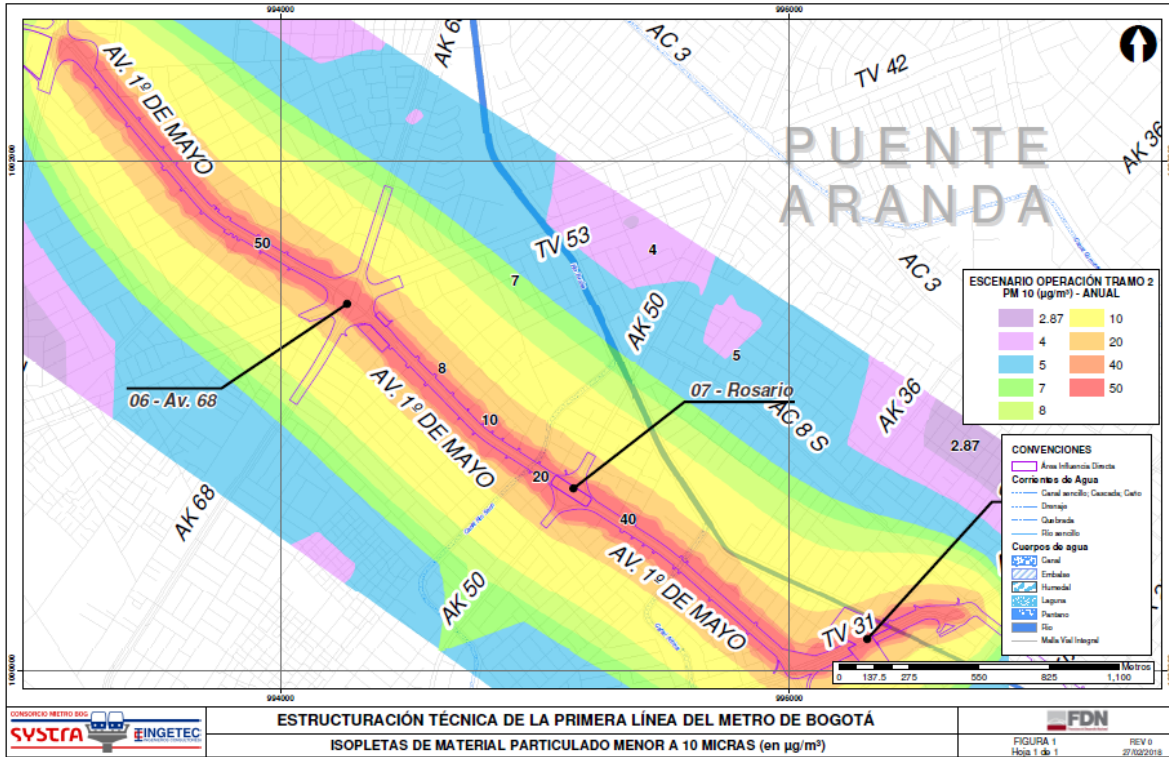 994000
996000
AV. 1º DE MAYO
AK 68
AC 3
TV 42
AK 36
PUENTE
ARANDA
1002000
50
TV 53
4
7
AC 3
AK 50
5
06 - Av. 68
8
07 - Rosario
AV. 1º DE MAYO
10
AC 8 S
AK 36
2.87
20
AK 68
40
AK 50
AV. 1º DE MAYO
TV 31
1000000
994000
996000
ESCENARIO OPERACIÓN TRAMO 2
PM 10 (µg/m³) - ANUAL
2.87
4
5
7
8
10
20
40
50
CONVENCIONES
Área Influencia Directa
Corrientes de Agua
Canal sencillo; Cascada; Caño
Drenaje
Quebrada
Río sencillo
Cuerpos de agua
Canal
Embalse
Humedal
Laguna
Pantano
Río
Malla Vial Integral
Metros
0 137.5 275 550 825 1,100
CONSORCIO METRO BOG
SYSTRA INGETEC
ESTRUCTURACIÓN TÉCNICA DE LA PRIMERA LÍNEA DEL METRO DE BOGOTÁ
ISOPLETAS DE MATERIAL PARTICULADO MENOR A 10 MICRAS (en µg/m³)
FDN
FIGURA 1
Hoja 1 de 1
REV 0
27/02/2018